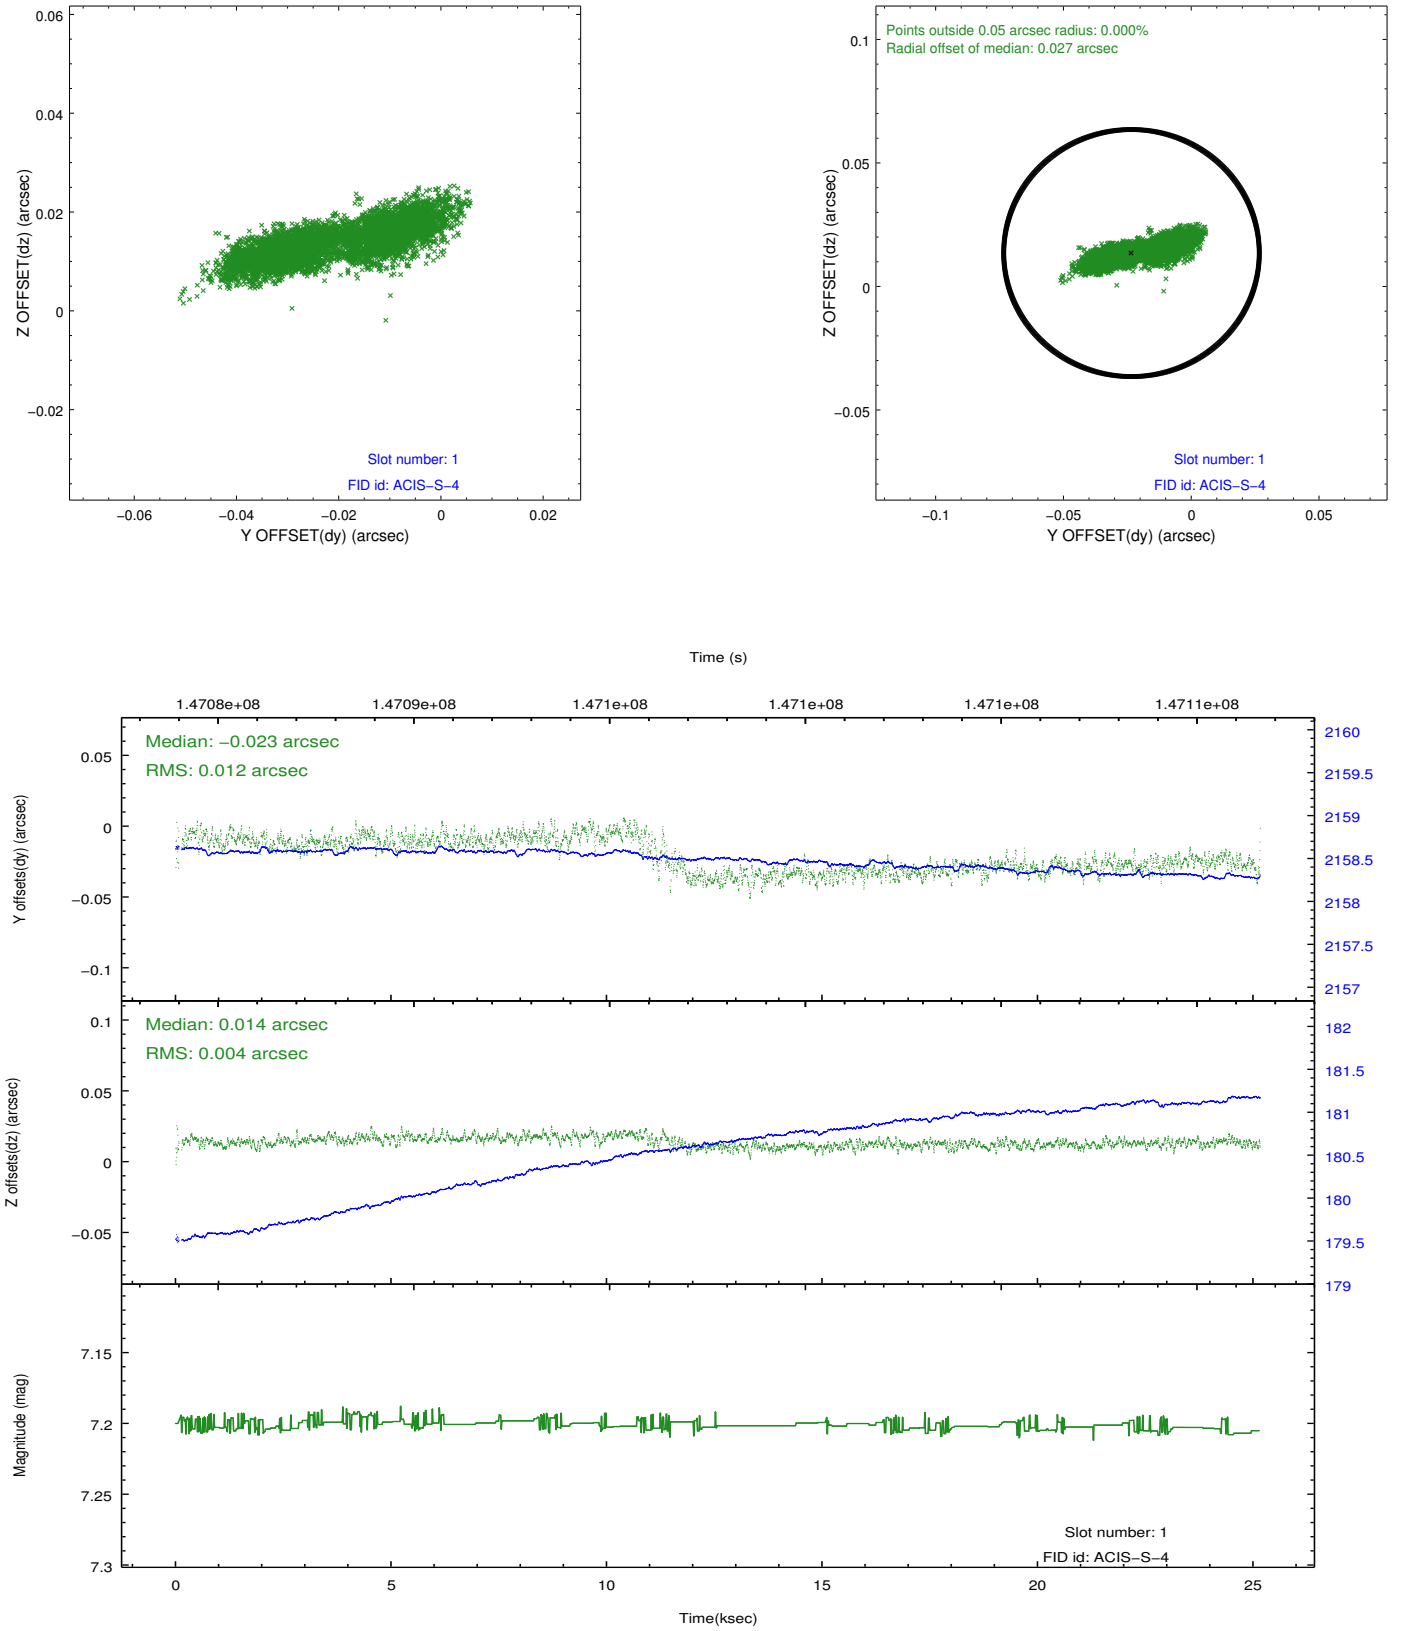 0.06
0.04
0.02
0
−0.02
Z OFFSET(dz) (arcsec)
Slot number: 1
FID id: ACIS−S−4
−0.06
−0.04
−0.02
0
0.02
Y OFFSET(dy) (arcsec)
Points outside 0.05 arcsec radius: 0.000%
Radial offset of median: 0.027 arcsec
0.1
0.05
0
−0.05
Z OFFSET(dz) (arcsec)
Slot number: 1
FID id: ACIS−S−4
−0.1
−0.05
0
0.05
Y OFFSET(dy) (arcsec)
Time (s)
1.4708e+08
1.4709e+08
1.471e+08
1.471e+08
1.471e+08
1.4711e+08
Median: −0.023 arcsec
RMS: 0.012 arcsec
0.05
0
−0.05
−0.1
Y offsets(dy) (arcsec)
2160
2159.5
2159
2158.5
2158
2157.5
2157
Median: 0.014 arcsec
RMS: 0.004 arcsec
0.1
0.05
0
−0.05
Z offsets(dz) (arcsec)
182
181.5
181
180.5
180
179.5
179
7.15
7.2
7.25
7.3
Magnitude (mag)
Slot number: 1
FID id: ACIS−S−4
0
5
10
15
20
25
Time(ksec)